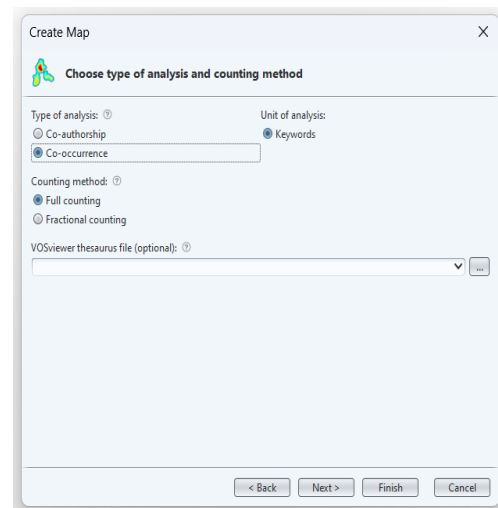 Create Map
Choose type of analysis and counting method
Type of analysis:
Unit of analysis:
Co-authorship
Keywords
Co-occurrence
Counting method:
Full counting
Fractional counting
VOSviewer thesaurus file (optional):
...
< Back Next > Finish Cancel